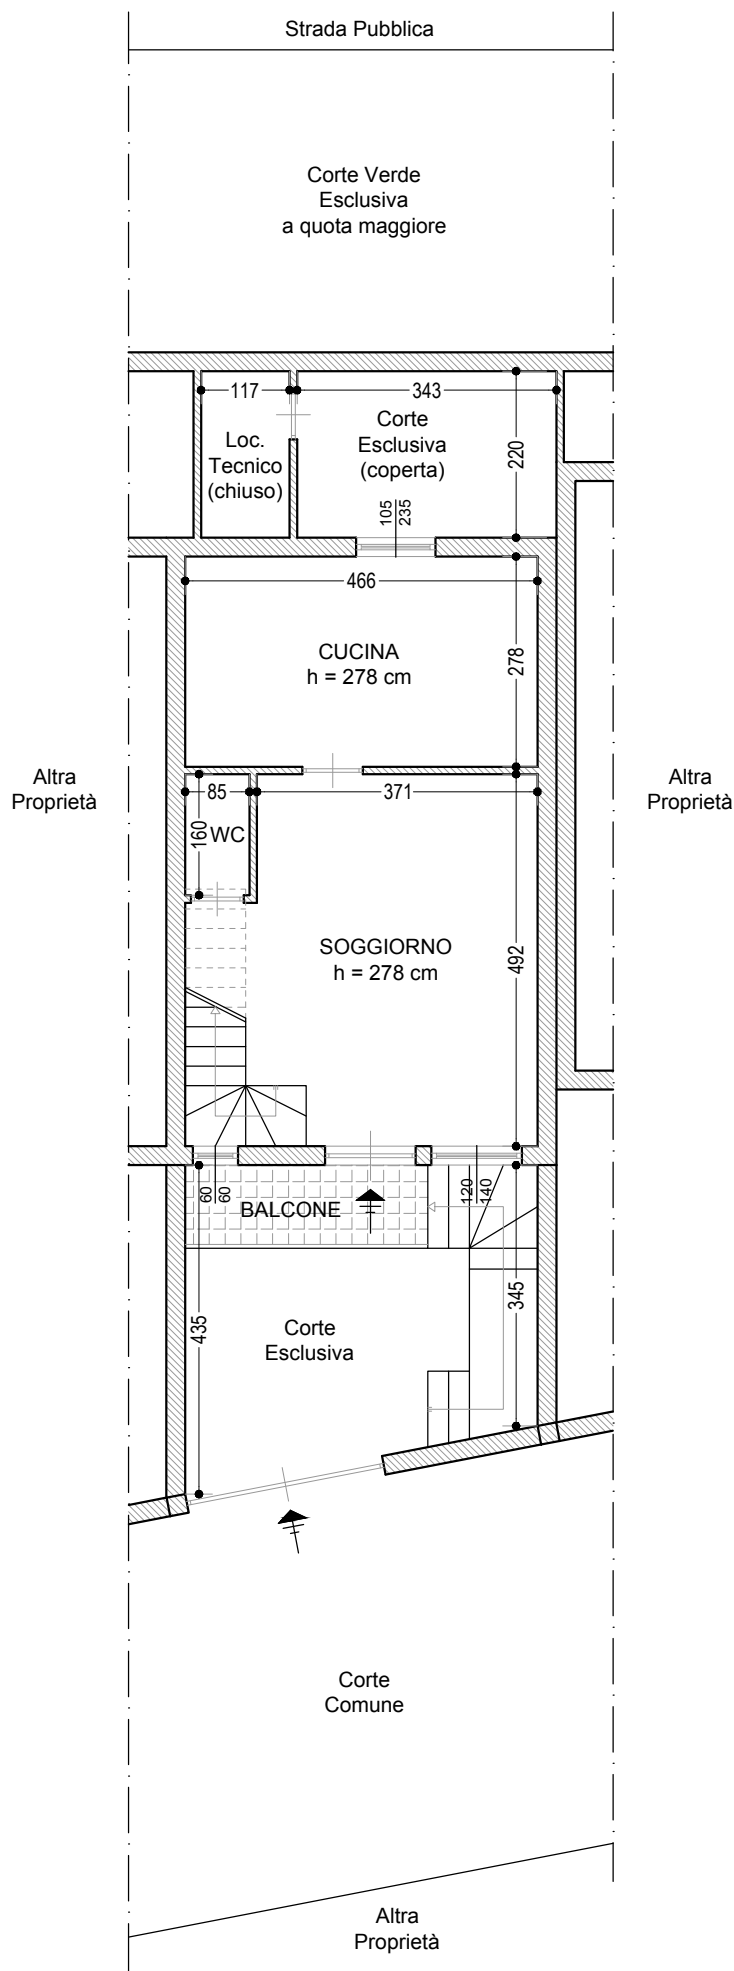 Strada Pubblica
Corte Verde
Esclusiva
a quota maggiore
117
343
Loc.
Tecnico
(chiuso)
Corte
Esclusiva
(coperta)
220
105
235
466
CUCINA
h = 278 cm
278
Altra
Proprietà
Altra
Proprietà
85
371
160
WC
SOGGIORNO
h = 278 cm
492
60
60
BALCONE
120
140
435
Corte
Esclusiva
345
Corte
Comune
Altra
Proprietà